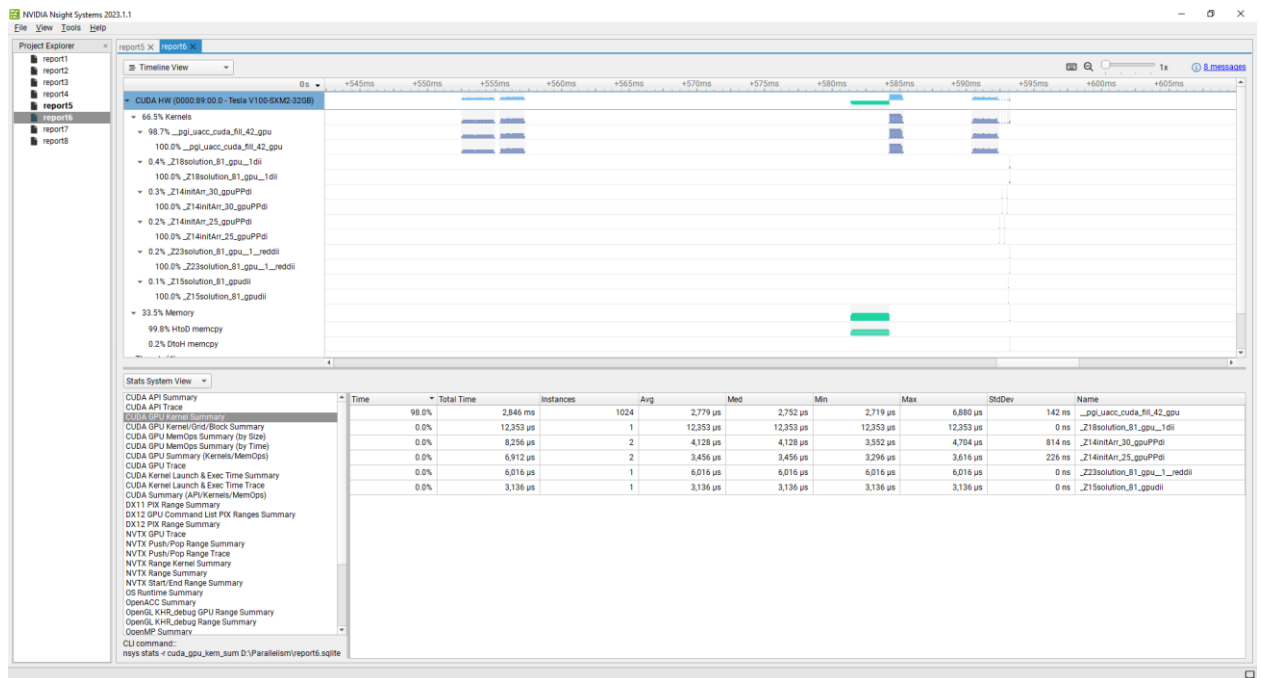 NVIDIA Nsight Systems 2023.1.1
File View Tools Help
Project Explorer
report1
report2
report3
report4
report5
report6
report7
report8
report5 report6
Timeline View 1x 8 messages
0s +545ms +550ms +555ms +560ms +565ms +570ms +575ms +580ms +585ms +590ms +595ms +600ms +605ms
CUDA HW (0000:89:00.0 - Tesla V100-SXM2-32GB)
66.5% Kernels
98.7% __pgi_uacc_cuda_fill_42_gpu
100.0% __pgi_uacc_cuda_fill_42_gpu
0.4% _Z18solution_81_gpu__1dii
100.0% _Z18solution_81_gpu__1dii
0.3% _Z14initArr_30_gpuPPdi
100.0% _Z14initArr_30_gpuPPdi
0.2% _Z14initArr_25_gpuPPdi
100.0% _Z14initArr_25_gpuPPdi
0.2% _Z23solution_81_gpu__1__reddii
100.0% _Z23solution_81_gpu__1__reddii
0.1% _Z15solution_81_gpudii
100.0% _Z15solution_81_gpudii
33.5% Memory
99.8% HtoD memcpy
0.2% DtoH memcpy
Stats System View
CUDA API Summary
CUDA API Trace
CUDA GPU Kernel Summary
CUDA GPU Kernel/Grid/Block Summary
CUDA GPU MemOps Summary (by Size)
CUDA GPU MemOps Summary (by Time)
CUDA GPU Summary (Kernels/MemOps)
CUDA GPU Trace
CUDA Kernel Launch & Exec Time Summary
CUDA Kernel Launch & Exec Time Trace
CUDA Summary (API/Kernels/MemOps)
DX11 PIX Range Summary
DX12 GPU Command List PIX Ranges Summary
DX12 PIX Range Summary
NVTX GPU Trace
NVTX Push/Pop Range Summary
NVTX Push/Pop Range Trace
NVTX Range Kernel Summary
NVTX Range Summary
NVTX Start/End Range Summary
OS Runtime Summary
OpenACC Summary
OpenGL KHR_debug GPU Range Summary
OpenGL KHR_debug Range Summary
OpenMP Summary
CLI command::
nsys stats -r cuda_gpu_kern_sum D:\Parallelism\report6.sqlite
Time Total Time Instances Avg Med Min Max StdDev Name
98.0% 2,846 ms 1024 2,779 μs 2,752 μs 2,719 μs 6,880 μs 142 ns __pgi_uacc_cuda_fill_42_gpu
0.0% 12,353 μs 1 12,353 μs 12,353 μs 12,353 μs 12,353 μs 0 ns _Z18solution_81_gpu__1dii
0.0% 8,256 μs 2 4,128 μs 4,128 μs 3,552 μs 4,704 μs 814 ns _Z14initArr_30_gpuPPdi
0.0% 6,912 μs 2 3,456 μs 3,456 μs 3,296 μs 3,616 μs 226 ns _Z14initArr_25_gpuPPdi
0.0% 6,016 μs 1 6,016 μs 6,016 μs 6,016 μs 6,016 μs 0 ns _Z23solution_81_gpu__1__reddii
0.0% 3,136 μs 1 3,136 μs 3,136 μs 3,136 μs 3,136 μs 0 ns _Z15solution_81_gpudii